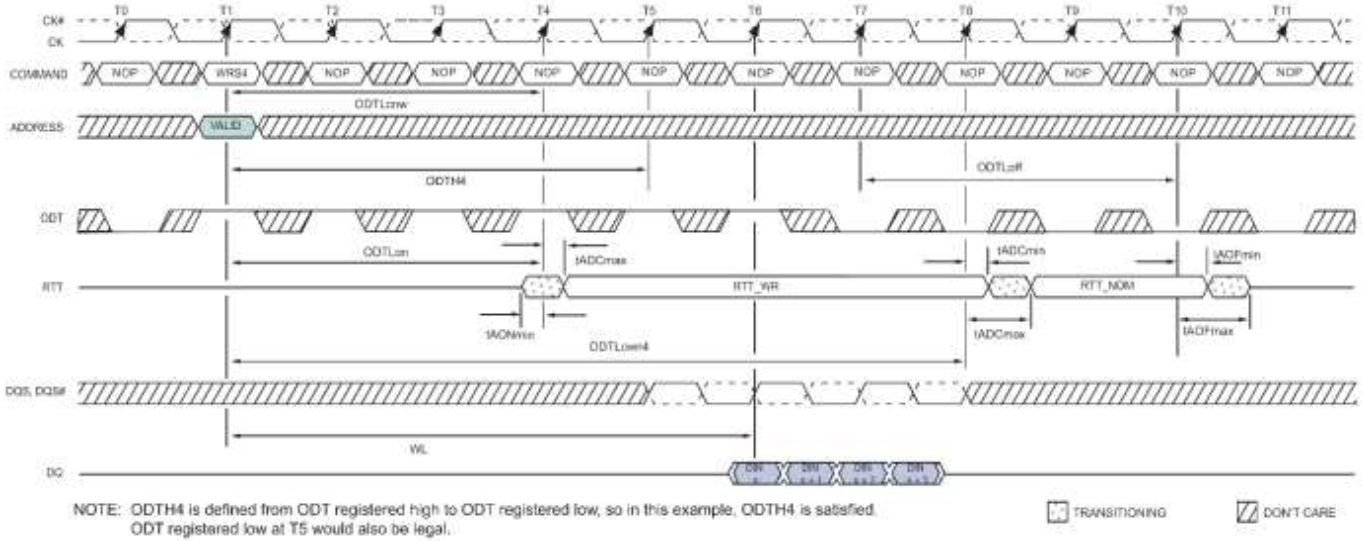 T0 T1 T2 T3 T4 T5 T6 T7 T8 T9 T10 T11
CK#
CK
COMMAND NOP WRS4 NOP NOP NOP NOP NOP NOP NOP NOP NOP NOP
ODTLcnw
ADDRESS VALID
ODTH4 ODTLoff
ODT
ODTLon tADCmax tADCmin tAOFmin
RTT RTT_WR RTT_NOM
tAONmin tADCmax tAOFmax
ODTLcwn4
DQS, DQS#
WL
DQ DIN n DIN n+1 DIN n+2 DIN n+3
NOTE: ODTH4 is defined from ODT registered high to ODT registered low, so in this example, ODTH4 is satisfied.
ODT registered low at T5 would also be legal.
TRANSITIONING DON'T CARE